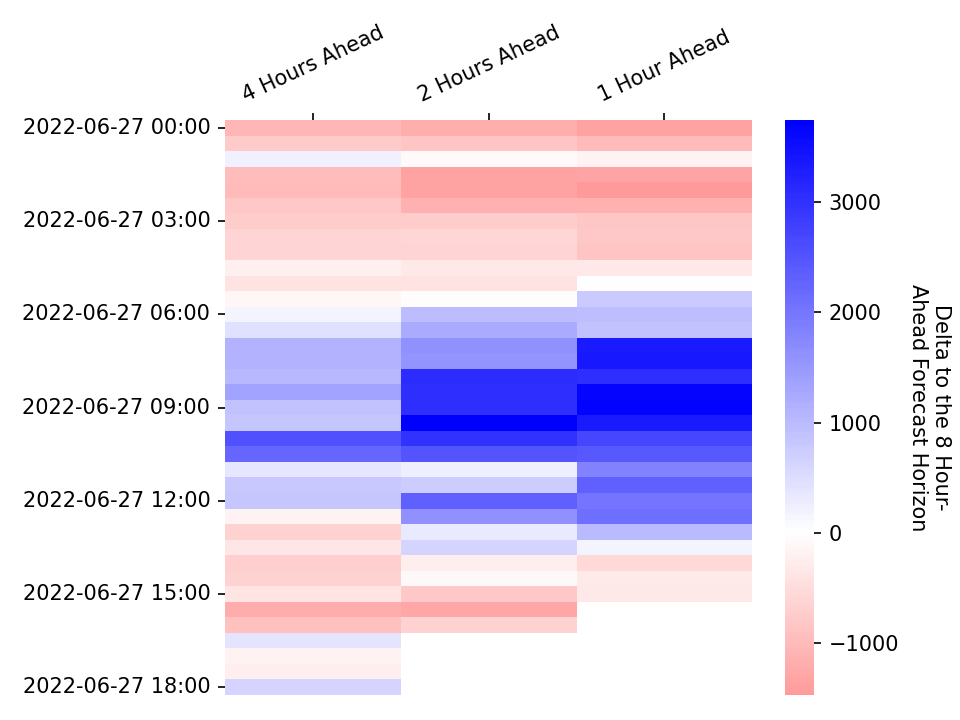 4 Hours Ahead
2 Hours Ahead
1 Hour Ahead
2022-06-27 00:00
2022-06-27 03:00
2022-06-27 06:00
2022-06-27 09:00
2022-06-27 12:00
2022-06-27 15:00
2022-06-27 18:00
3000
2000
1000
0
−1000
Delta to the 8 Hour-
Ahead Forecast Horizon